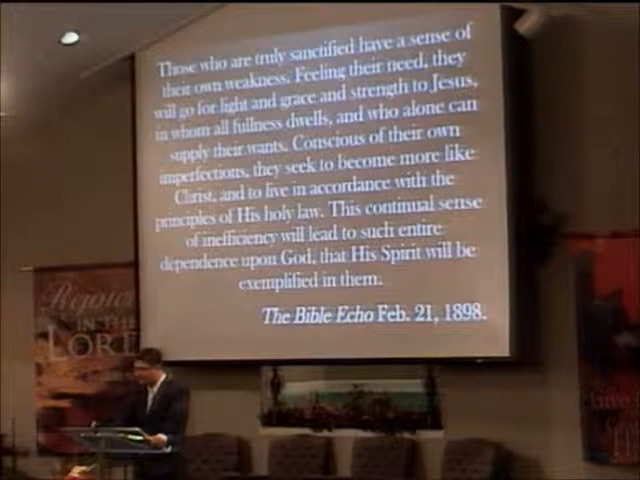 Those who are truly sanctified have a sense of
their own weakness. Feeling their need, they
will go for light and grace and strength to Jesus,
in whom all fullness dwells, and who alone can
supply their wants. Conscious of their own
imperfections, they seek to become more like
Christ, and to live in accordance with the
principles of His holy law. This continual sense
of inefficiency will lead to such entire
dependence upon God, that His Spirit will be
exemplified in them.
The Bible Echo Feb. 21, 1898.
Rejoice
IN THE
LORD